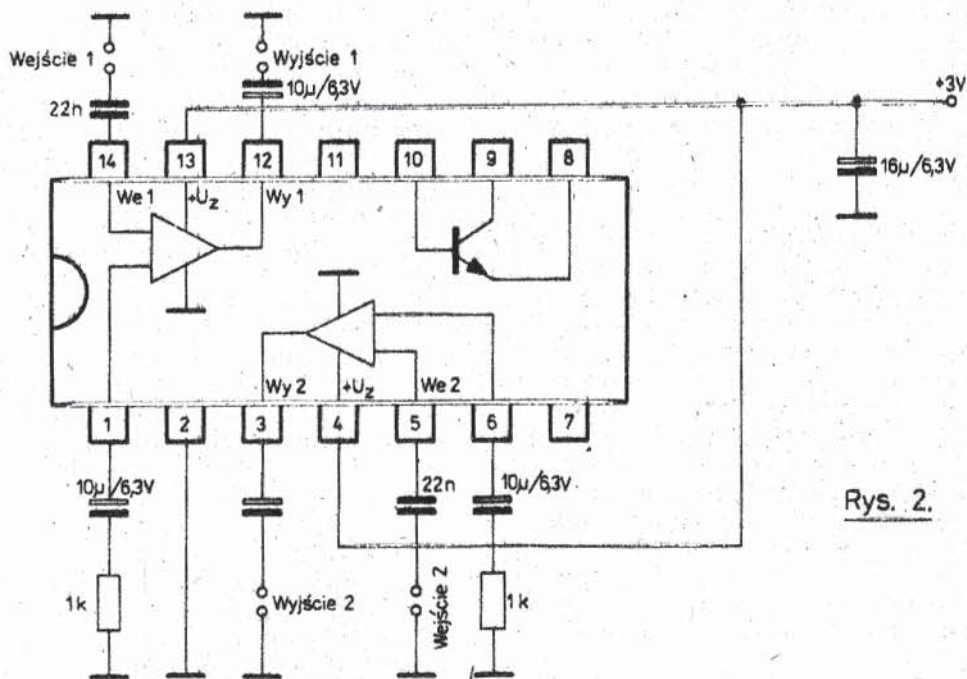 Wejście 1
Wyjście 1
22n
10µ/6,3V
+3V
14 13 12 11 10 9 8
16µ/6,3V
We 1
+Uz
Wy 1
Wy 2
+Uz
We 2
1 2 3 4 5 6 7
10µ/6,3V
22n
10µ/6,3V
Rys. 2.
1k
Wyjście 2
Wejście 2
1k